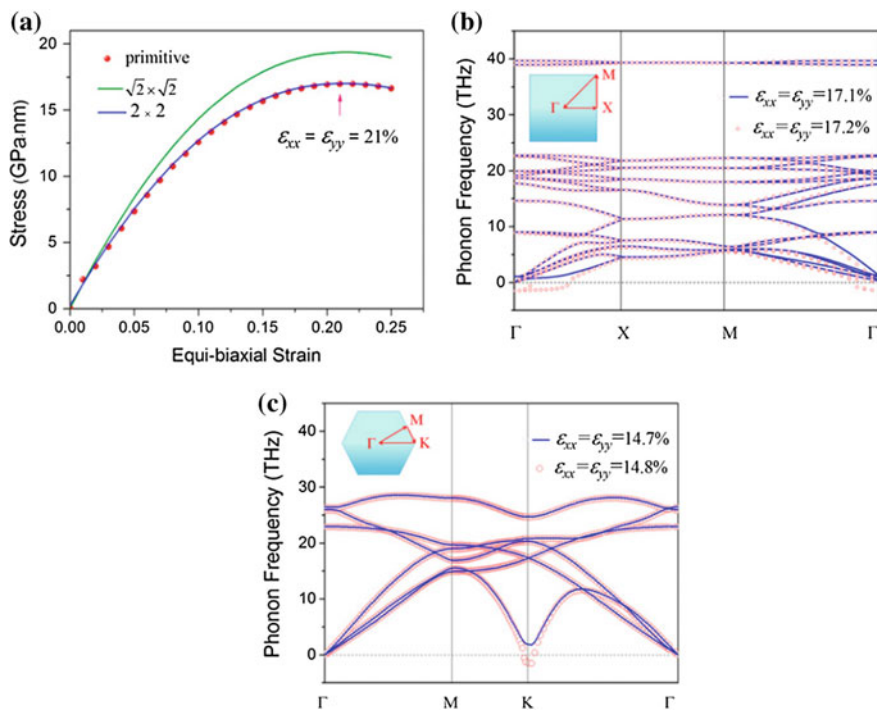 (a)
20
15
10
5
0
Stress (GPa·nm)
primitive
√2 × √2
2 × 2
εxx = εyy = 21%
0.00 0.05 0.10 0.15 0.20 0.25
Equi-biaxial Strain
(b)
40
30
20
10
0
Phonon Frequency (THz)
M
Γ X
εxx=εyy=17.1%
εxx=εyy=17.2%
Γ X M Γ
(c)
40
30
20
10
0
Phonon Frequency (THz)
M
Γ K
εxx=εyy=14.7%
εxx=εyy=14.8%
Γ M K Γ